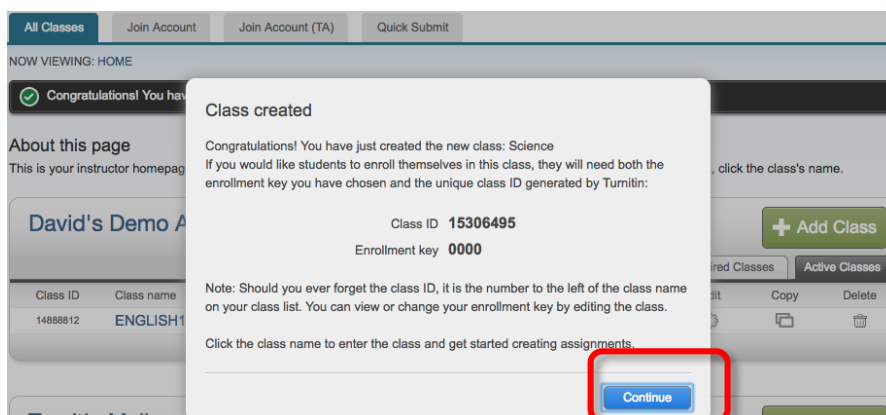 All Classes Join Account Join Account (TA) Quick Submit
NOW VIEWING: HOME
Congratulations! You hav
About this page
This is your instructor homepag , click the class's name.
Class created
Congratulations! You have just created the new class: Science
If you would like students to enroll themselves in this class, they will need both the
enrollment key you have chosen and the unique class ID generated by Turnitin:
Class ID 15306495
Enrollment key 0000
Note: Should you ever forget the class ID, it is the number to the left of the class name
on your class list. You can view or change your enrollment key by editing the class.
Click the class name to enter the class and get started creating assignments.
Continue
David's Demo A
Add Class
ired Classes Active Classes
Class ID Class name dit Copy Delete
14888812 ENGLISH1